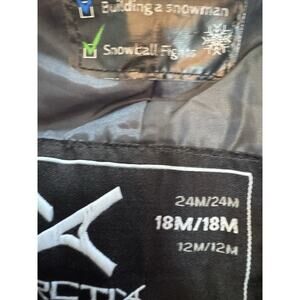 Building a snowman
Snowball Fights
24M/24M
18M/18M
12M/12M
RCTIX